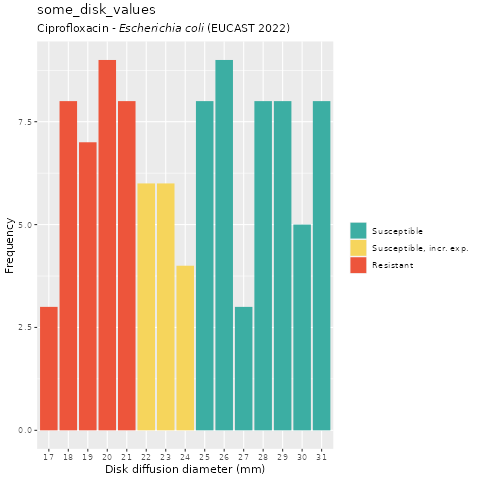 some_disk_values
Ciprofloxacin - Escherichia coli (EUCAST 2022)
Frequency
7.5
5.0
2.5
0.0
17 18 19 20 21 22 23 24 25 26 27 28 29 30 31
Disk diffusion diameter (mm)
Susceptible
Susceptible, incr. exp.
Resistant